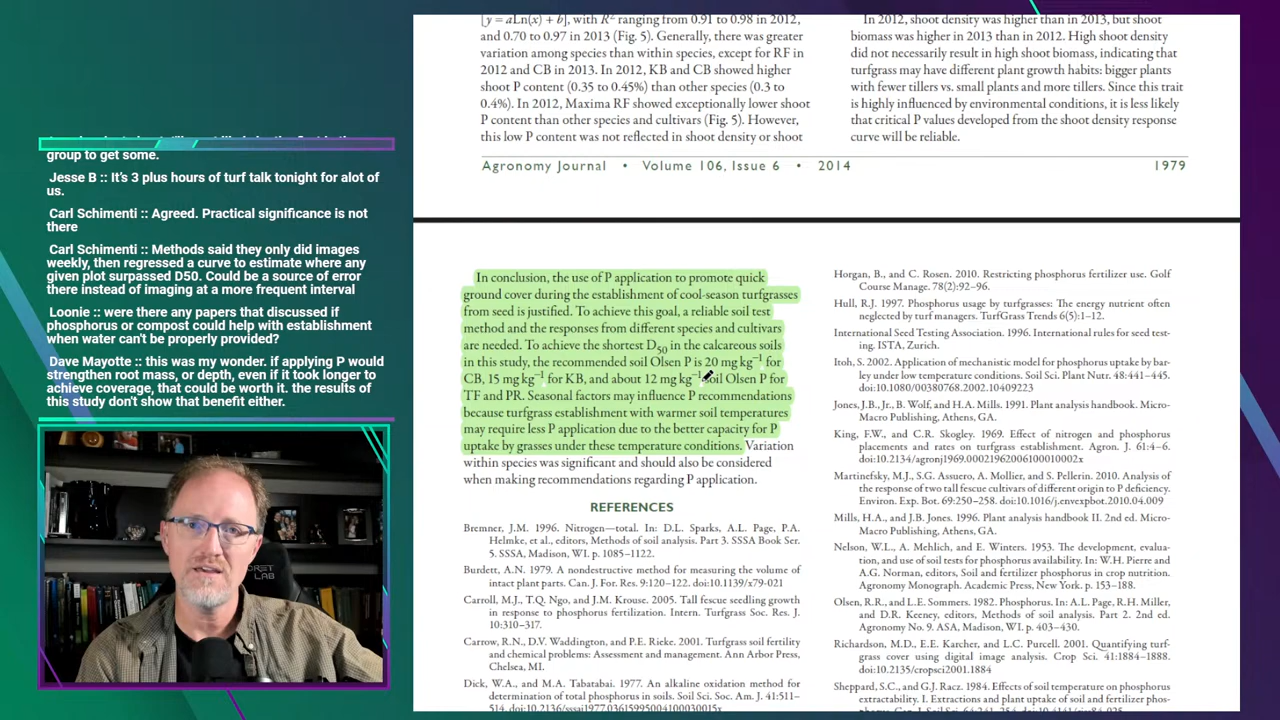 group to get some.
Jesse B :: It's 3 plus hours of turf talk tonight for alot of
us.
Carl Schimenti :: Agreed. Practical significance is not
there
Carl Schimenti :: Methods said they only did images
weekly, then regressed a curve to estimate where any
given plot surpassed D50. Could be a source of error
there instead of imaging at a more frequent interval
Loonie :: were there any papers that discussed if
phosphorus or compost could help with establishment
when water can't be properly provided?
Dave Mayotte :: this was my wonder. if applying P would
strengthen root mass, or depth, even if it took longer to
achieve coverage, that could be worth it. the results of
this study don't show that benefit either.
[y = aLn(x) + b], with R² ranging from 0.91 to 0.98 in 2012,
and 0.70 to 0.97 in 2013 (Fig. 5). Generally, there was greater
variation among species than within species, except for RF in
2012 and CB in 2013. In 2012, KB and CB showed higher
shoot P content (0.35 to 0.45%) than other species (0.3 to
0.4%). In 2012, Maxima RF showed exceptionally lower shoot
P content than other species and cultivars (Fig. 5). However,
this low P content was not reflected in shoot density or shoot
In 2012, shoot density was higher than in 2013, but shoot
biomass was higher in 2013 than in 2012. High shoot density
did not necessarily result in high shoot biomass, indicating that
turfgrass may have different plant growth habits: bigger plants
with fewer tillers vs. small plants and more tillers. Since this trait
is highly influenced by environmental conditions, it is less likely
that critical P values developed from the shoot density response
curve will be reliable.
Agronomy Journal • Volume 106, Issue 6 • 2014 1979
In conclusion, the use of P application to promote quick
ground cover during the establishment of cool-season turfgrasses
from seed is justified. To achieve this goal, a reliable soil test
method and the responses from different species and cultivars
are needed. To achieve the shortest D50 in the calcareous soils
in this study, the recommended soil Olsen P is 20 mg kg⁻¹ for
CB, 15 mg kg⁻¹ for KB, and about 12 mg kg⁻¹ soil Olsen P for
TF and PR. Seasonal factors may influence P recommendations
because turfgrass establishment with warmer soil temperatures
may require less P application due to the better capacity for P
uptake by grasses under these temperature conditions. Variation
within species was significant and should also be considered
when making recommendations regarding P application.
REFERENCES
Bremner, J.M. 1996. Nitrogen—total. In: D.L. Sparks, A.L. Page, P.A.
Helmke, et al., editors, Methods of soil analysis. Part 3. SSSA Book Ser.
5. SSSA, Madison, WI. p. 1085–1122.
Burdett, A.N. 1979. A nondestructive method for measuring the volume of
intact plant parts. Can. J. For. Res. 9:120–122. doi:10.1139/x79-021
Carroll, M.J., T.Q. Ngo, and J.M. Krouse. 2005. Tall fescue seedling growth
in response to phosphorus fertilization. Intern. Turfgrass Soc. Res. J.
10:310–317.
Carrow, R.N., D.V. Waddington, and P.E. Rieke. 2001. Turfgrass soil fertility
and chemical problems: Assessment and management. Ann Arbor Press,
Chelsea, MI.
Dick, W.A., and M.A. Tabatabai. 1977. An alkaline oxidation method for
determination of total phosphorus in soils. Soil Sci. Soc. Am. J. 41:511–
514. doi:10.2136/sssaj1977.03615995004100030015x
Horgan, B., and C. Rosen. 2010. Restricting phosphorus fertilizer use. Golf
Course Manage. 78(2):92–96.
Hull, R.J. 1997. Phosphorus usage by turfgrasses: The energy nutrient often
neglected by turf managers. TurfGrass Trends 6(5):1–12.
International Seed Testing Association. 1996. International rules for seed test-
ing. ISTA, Zurich.
Itoh, S. 2002. Application of mechanistic model for phosphorus uptake by bar-
ley under low temperature conditions. Soil Sci. Plant Nutr. 48:441–445.
doi:10.1080/00380768.2002.10409223
Jones, J.B., Jr., B. Wolf, and H.A. Mills. 1991. Plant analysis handbook. Micro-
Macro Publishing, Athens, GA.
King, F.W., and C.R. Skogley. 1969. Effect of nitrogen and phosphorus
placements and rates on turfgrass establishment. Agron. J. 61:4–6.
doi:10.2134/agronj1969.00021962006100010002x
Martinefsky, M.J., S.G. Assuero, A. Mollier, and S. Pellerin. 2010. Analysis of
the response of two tall fescue cultivars of different origin to P deficiency.
Environ. Exp. Bot. 69:250–258. doi:10.1016/j.envexpbot.2010.04.009
Mills, H.A., and J.B. Jones. 1996. Plant analysis handbook II. 2nd ed. Micro-
Macro Publishing, Athens, GA.
Nelson, W.L., A. Mehlich, and E. Winters. 1953. The development, evalua-
tion, and use of soil tests for phosphorus availability. In: W.H. Pierre and
A.G. Norman, editors, Soil and fertilizer phosphorus in crop nutrition.
Agronomy Monograph. Academic Press, New York. p. 153–188.
Olsen, R.R., and L.E. Sommers. 1982. Phosphorus. In: A.L. Page, R.H. Miller,
and D.R. Keeney, editors, Methods of soil analysis. Part 2. 2nd ed.
Agronomy No. 9. ASA, Madison, WI. p. 403–430.
Richardson, M.D., E.E. Karcher, and L.C. Purcell. 2001. Quantifying turf-
grass cover using digital image analysis. Crop Sci. 41:1884–1888.
doi:10.2135/cropsci2001.1884
Sheppard, S.C., and G.J. Racz. 1984. Effects of soil temperature on phosphorus
extractability. I. Extractions and plant uptake of soil and fertilizer phos-